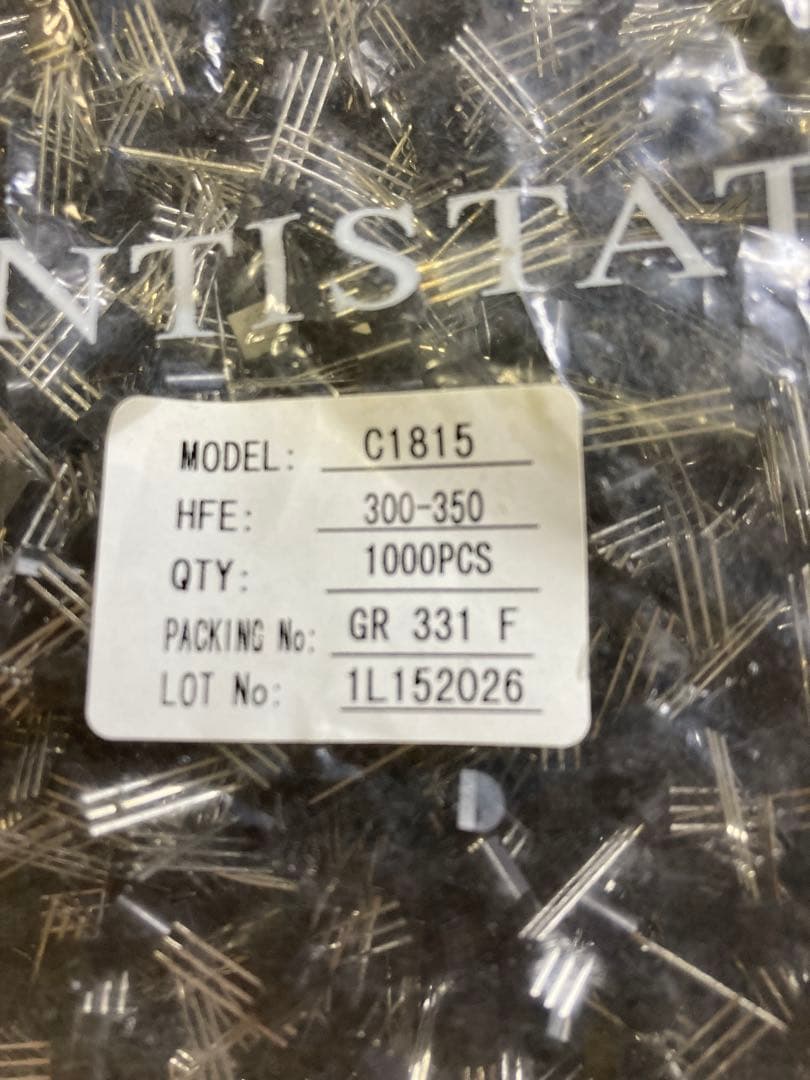 NTISTAT
MODEL: C1815
HFE: 300-350
QTY: 1000PCS
PACKING No: GR 331 F
LOT No: 1L152026